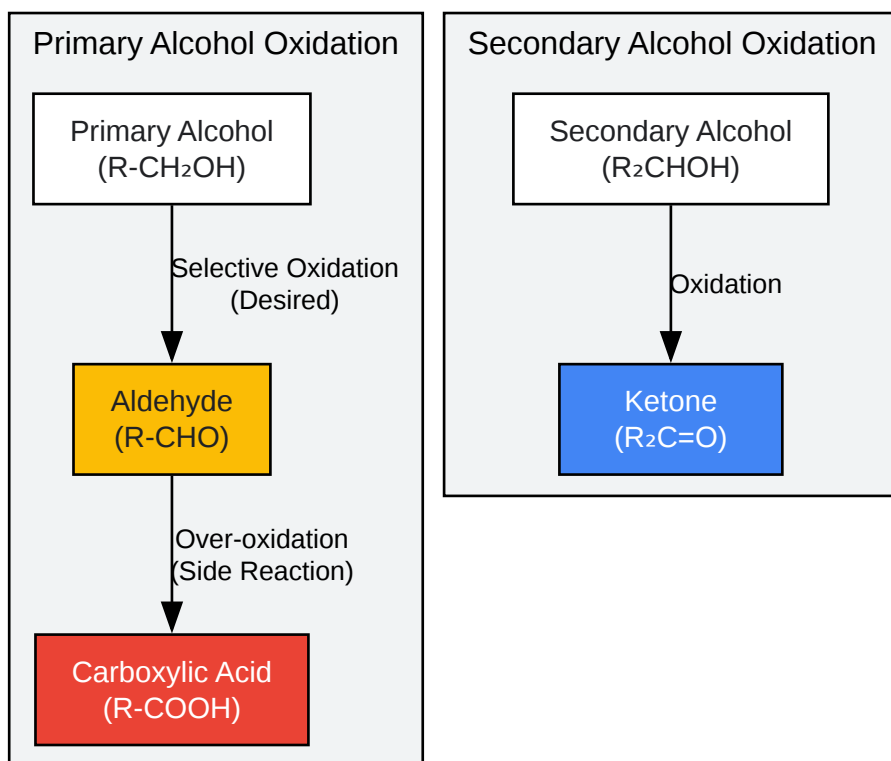 Primary Alcohol Oxidation
Primary Alcohol
(R-CH₂OH)
Selective Oxidation
(Desired)
Aldehyde
(R-CHO)
Over-oxidation
(Side Reaction)
Carboxylic Acid
(R-COOH)
Secondary Alcohol Oxidation
Secondary Alcohol
(R₂CHOH)
Oxidation
Ketone
(R₂C=O)